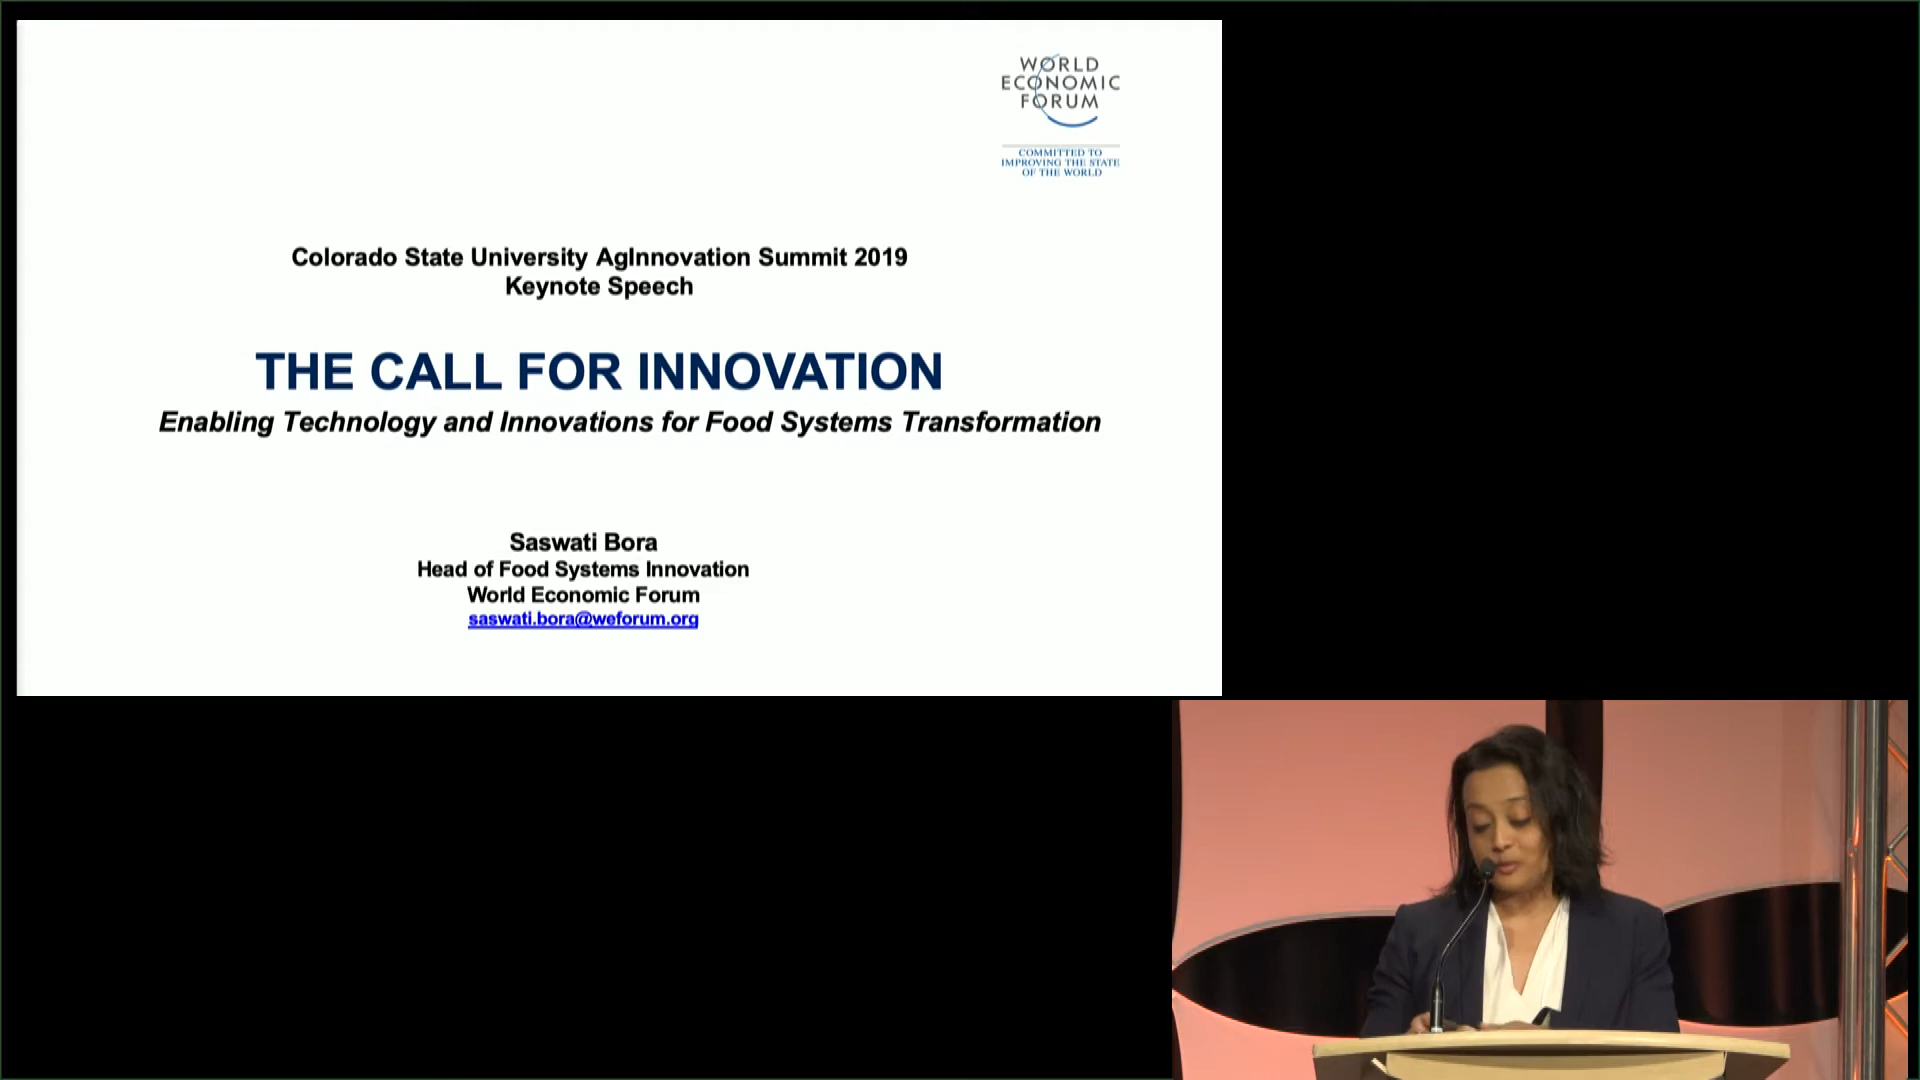 WORLD
ECONOMIC
FORUM
COMMITTED TO
IMPROVING THE STATE
OF THE WORLD
Colorado State University AgInnovation Summit 2019
Keynote Speech
THE CALL FOR INNOVATION
Enabling Technology and Innovations for Food Systems Transformation
Saswati Bora
Head of Food Systems Innovation
World Economic Forum
saswati.bora@weforum.org